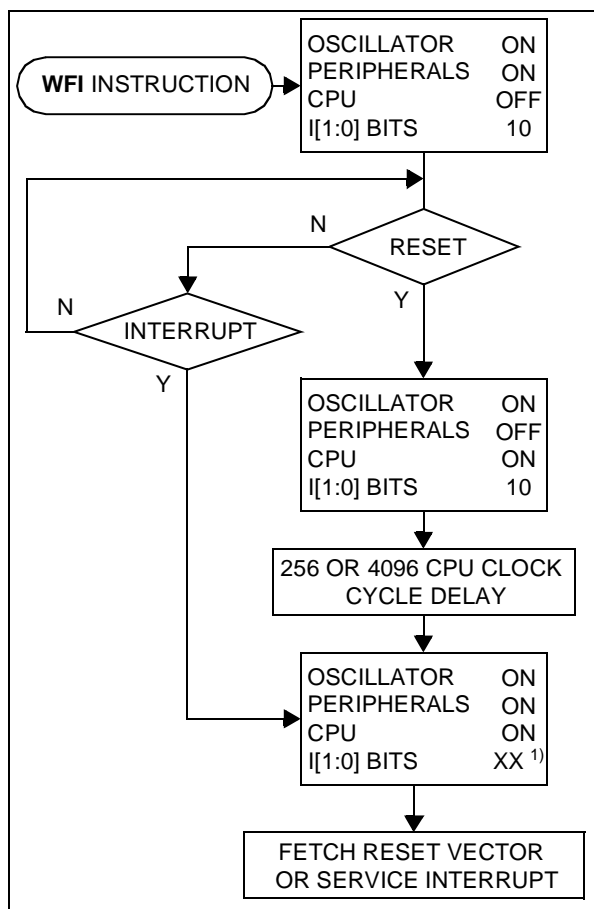 WFI INSTRUCTION
OSCILLATOR ON
PERIPHERALS ON
CPU OFF
I[1:0] BITS 10
N
RESET
N
INTERRUPT
Y
Y
OSCILLATOR ON
PERIPHERALS OFF
CPU ON
I[1:0] BITS 10
256 OR 4096 CPU CLOCK
CYCLE DELAY
OSCILLATOR ON
PERIPHERALS ON
CPU ON
I[1:0] BITS XX 1)
FETCH RESET VECTOR
OR SERVICE INTERRUPT